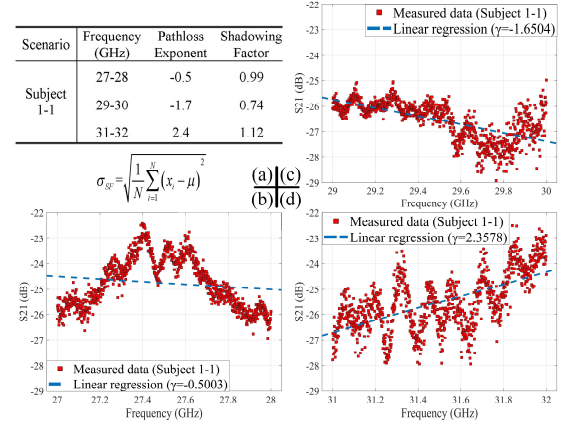 Scenario Frequency (GHz) Pathloss Exponent Shadowing Factor
Subject 1-1
27-28 -0.5 0.99
29-30 -1.7 0.74
31-32 2.4 1.12
σSF=√(1/N ∑i=1N (xi−μ)2)
(a) (c)
(b) (d)
Measured data (Subject 1-1)
Linear regression (γ=-1.6504)
S21 (dB)
-22
-23
-24
-25
-26
-27
-28
-29
29 29.2 29.4 29.6 29.8 30
Frequency (GHz)
S21 (dB)
-22
-23
-24
-25
-26
-27
-28
-29
Measured data (Subject 1-1)
Linear regression (γ=-0.5003)
27 27.2 27.4 27.6 27.8 28
Frequency (GHz)
Measured data (Subject 1-1)
Linear regression (γ=2.3578)
S21 (dB)
-22
-23
-24
-25
-26
-27
-28
-29
31 31.2 31.4 31.6 31.8 32
Frequency (GHz)